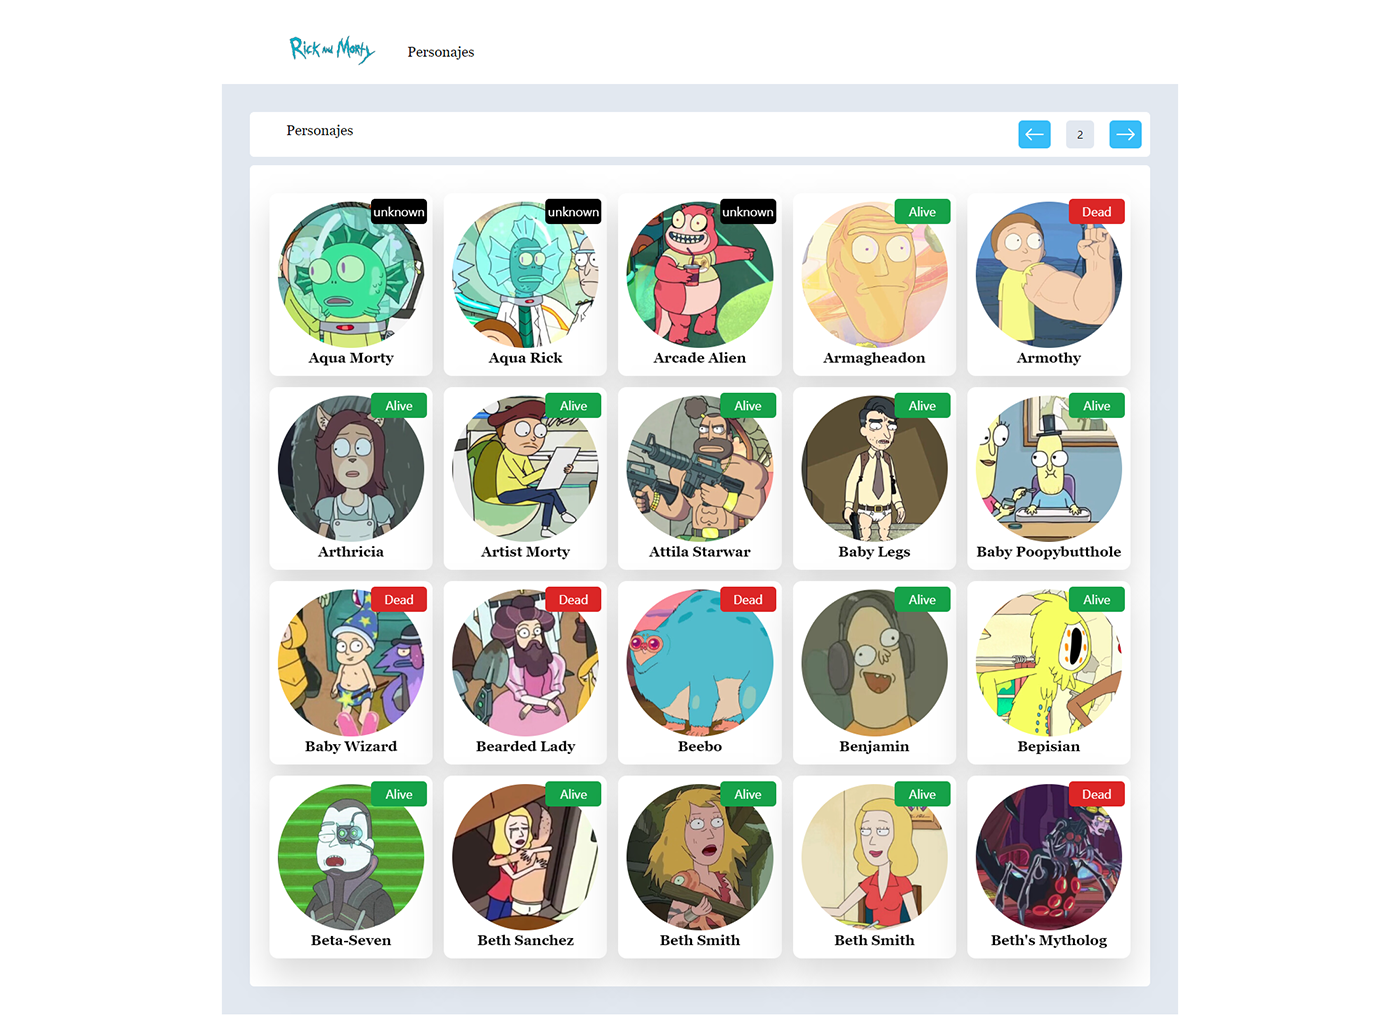 Rick and Morty
Personajes
Personajes
2
unknown
Aqua Morty
unknown
Aqua Rick
unknown
Arcade Alien
Alive
Armagheadon
Dead
Armothy
Alive
Arthricia
Alive
Artist Morty
Alive
Attila Starwar
Alive
Baby Legs
Alive
Baby Poopybutthole
Dead
Baby Wizard
Dead
Bearded Lady
Dead
Beebo
Alive
Benjamin
Alive
Bepisian
Alive
Beta-Seven
Alive
Beth Sanchez
Alive
Beth Smith
Alive
Beth Smith
Dead
Beth's Mytholog